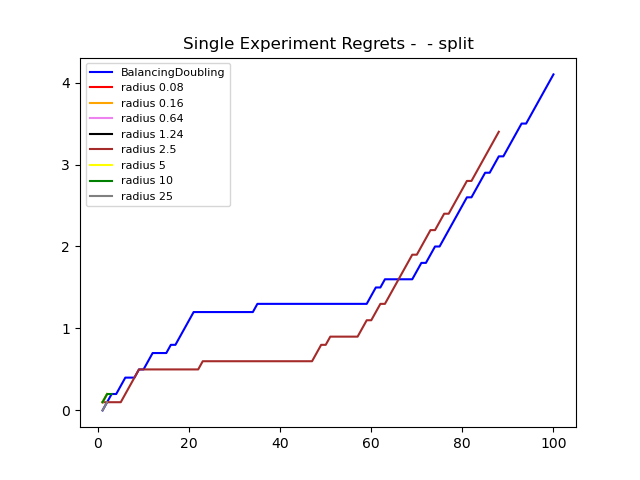 Single Experiment Regrets -  - split
BalancingDoubling
radius 0.08
radius 0.16
radius 0.64
radius 1.24
radius 2.5
radius 5
radius 10
radius 25
4
3
2
1
0
0 20 40 60 80 100